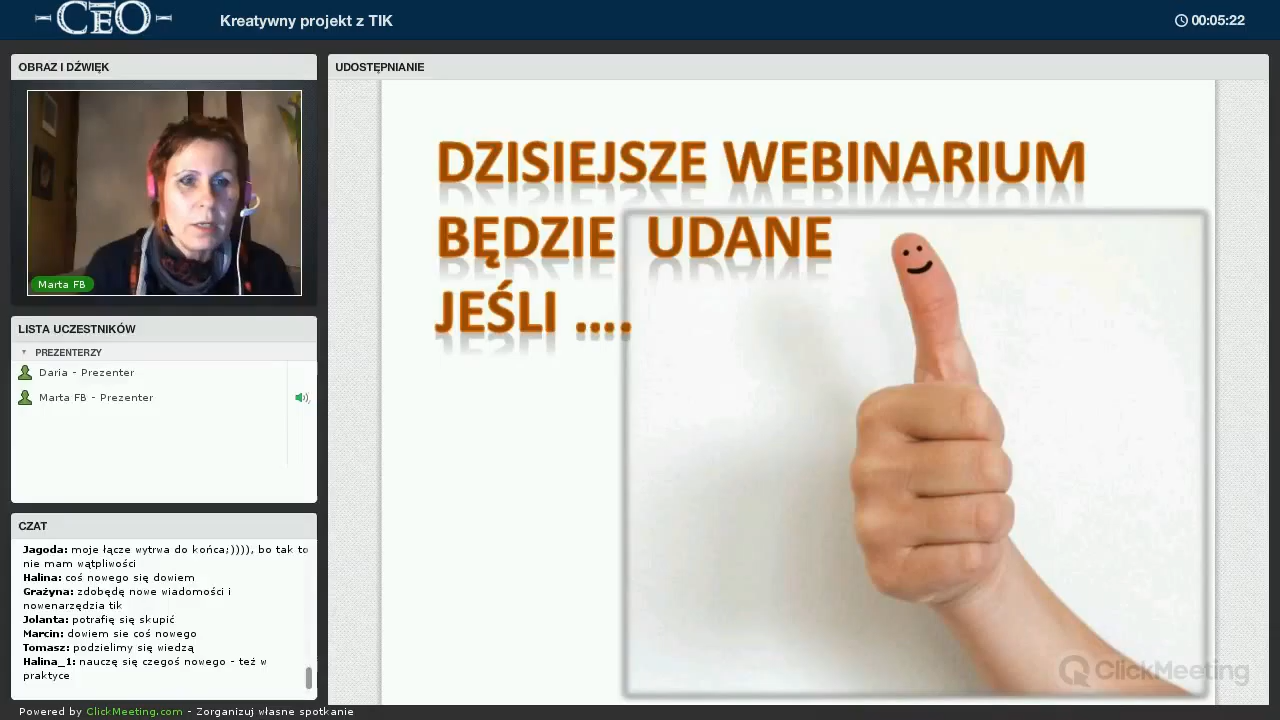 CEO
Kreatywny projekt z TIK
00:05:22
OBRAZ I DŹWIĘK
Marta FB
LISTA UCZESTNIKÓW
PREZENTERZY
Daria - Prezenter
Marta FB - Prezenter
CZAT
Jagoda: moje łącze wytrwa do końca;)))), bo tak to
nie mam wątpliwości
Halina: coś nowego się dowiem
Grażyna: zdobędę nowe wiadomości i
nowenarzędzia tik
Jolanta: potrafię się skupić
Marcin: dowiem sie coś nowego
Tomasz: podzielimy się wiedzą
Halina_1: nauczę się czegoś nowego - też w
praktyce
UDOSTĘPNIANIE
DZISIEJSZE WEBINARIUM
BĘDZIE UDANE
JEŚLI ....
ClickMeeting
Powered by ClickMeeting.com - Zorganizuj własne spotkanie